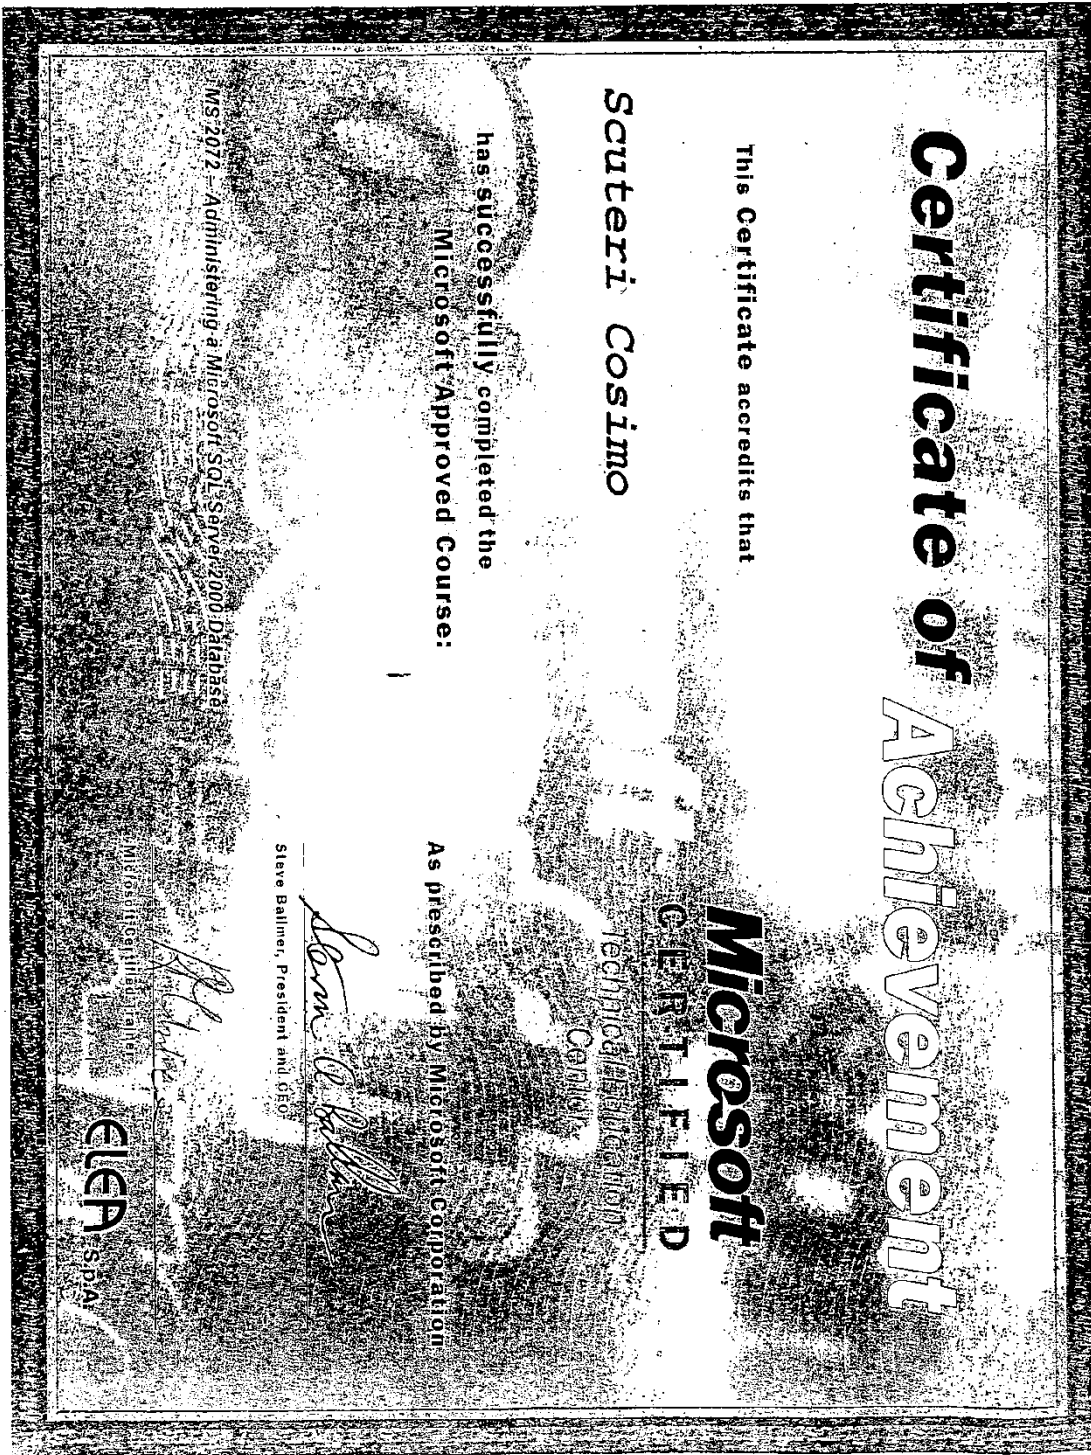 Certificate of Achievement
This Certificate accredits that
Scuteri Cosimo
has successfully completed the
Microsoft Approved Course:
MS 2072 - Administering a Microsoft SQL Server 2000 Database
Microsoft
CERTIFIED
Technical Education
Center
As prescribed by Microsoft Corporation
Steve Ballmer, President and CEO
Microsoft Certified Trainer
ELEA S.p.A.